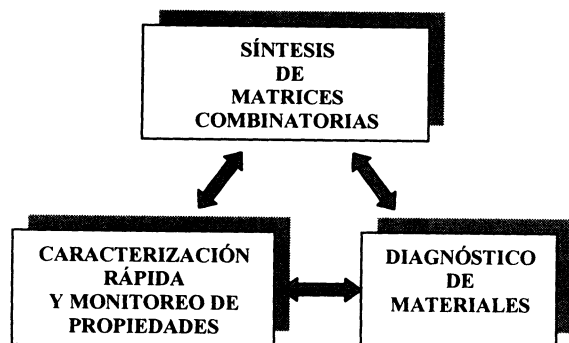 SÍNTESIS
DE
MATRICES
COMBINATORIAS
CARACTERIZACIÓN
RÁPIDA
Y MONITOREO DE
PROPIEDADES
DIAGNÓSTICO
DE
MATERIALES